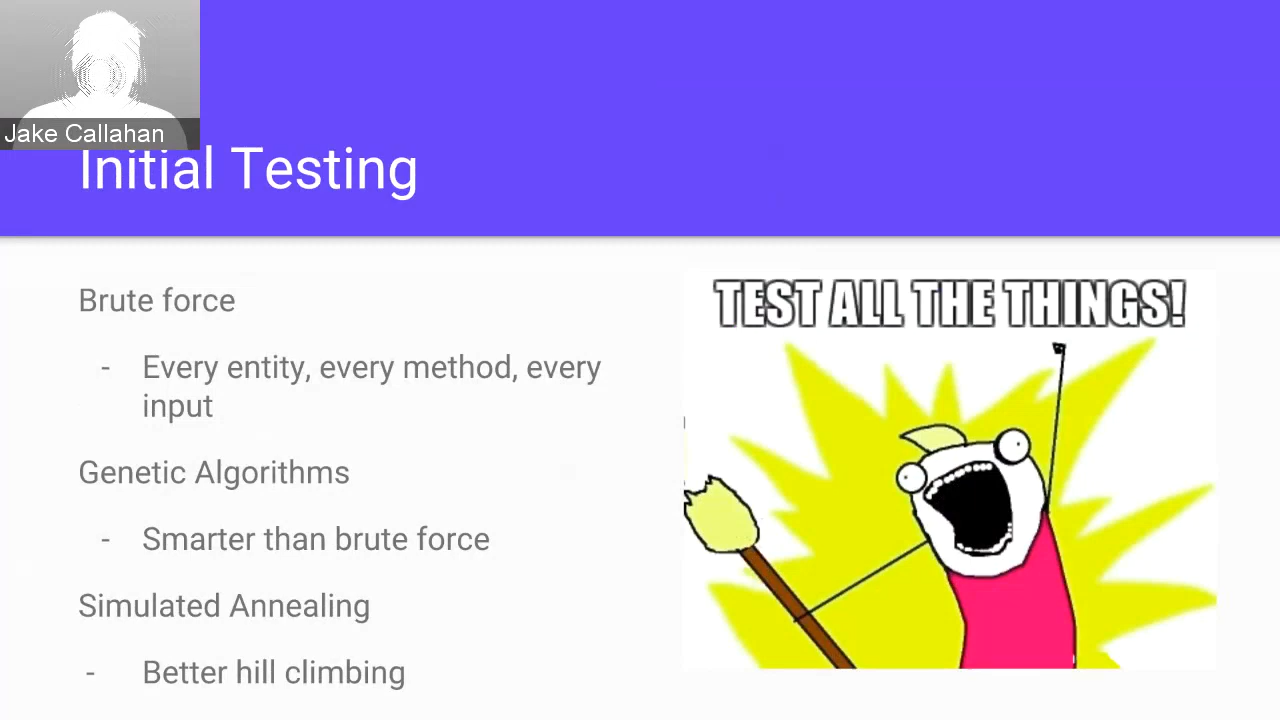 Jake Callahan
Initial Testing
Brute force
- Every entity, every method, every
input
Genetic Algorithms
- Smarter than brute force
Simulated Annealing
- Better hill climbing
TEST ALL THE THINGS!